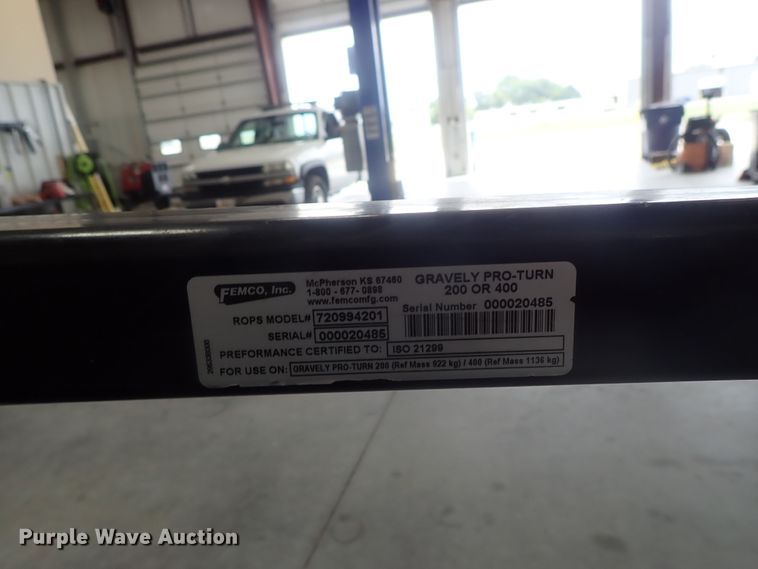 FEMCO, Inc.
McPherson KS 67460
1-800 - 677- 0898
www.femcomfg.com
GRAVELY PRO-TURN
200 OR 400
Serial Number 000020485
ROPS MODEL# 720994201
SERIAL# 000020485
PREFORMANCE CERTIFIED TO: ISO 21299
FOR USE ON: GRAVELY PRO-TURN 200 (Ref Mass 922 kg) / 400 (Ref Mass 1136 kg)
Purple Wave Auction